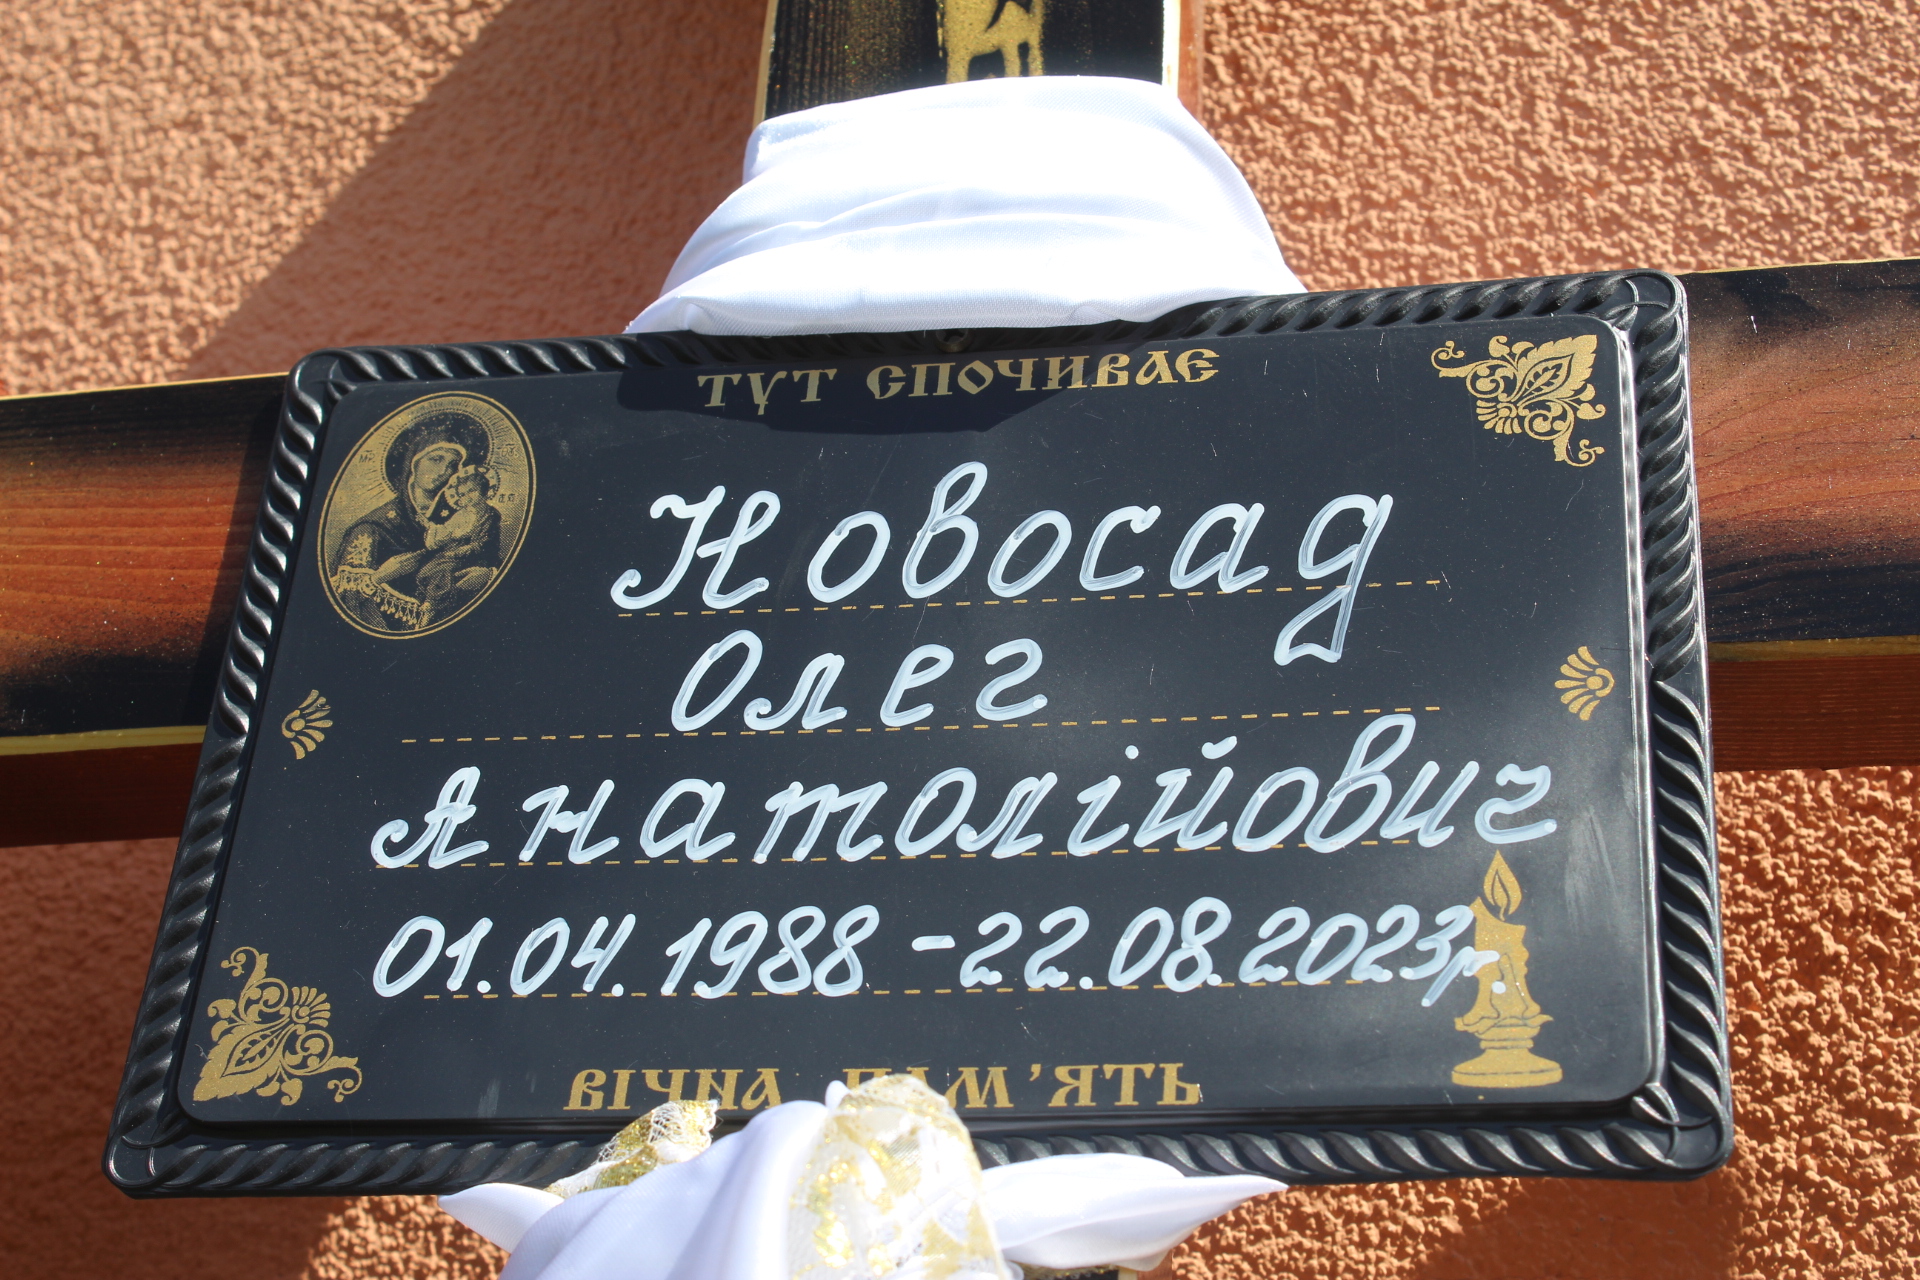 ТУТ СПОЧИВАЄ
Новосад
Олег
Анатолійович
01.04.1988 - 22.08.2023р.
ВІЧНА ПАМ'ЯТЬ